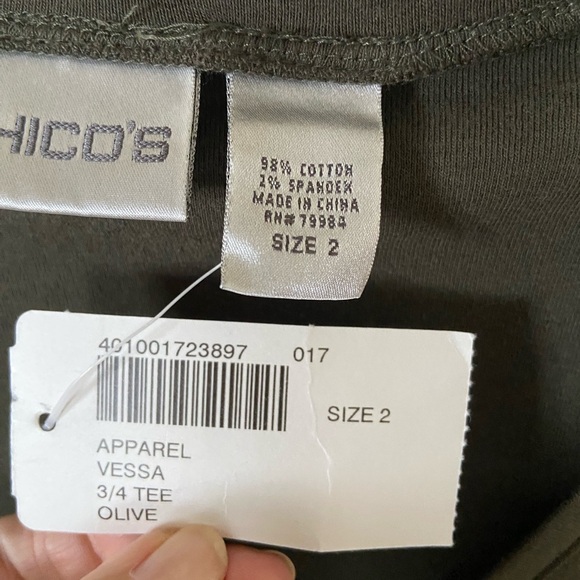 HICO'S
98% COTTON
2% SPANDEX
MADE IN CHINA
RN# 79984
SIZE 2
401001723897 017
SIZE 2
APPAREL
VESSA
3/4 TEE
OLIVE